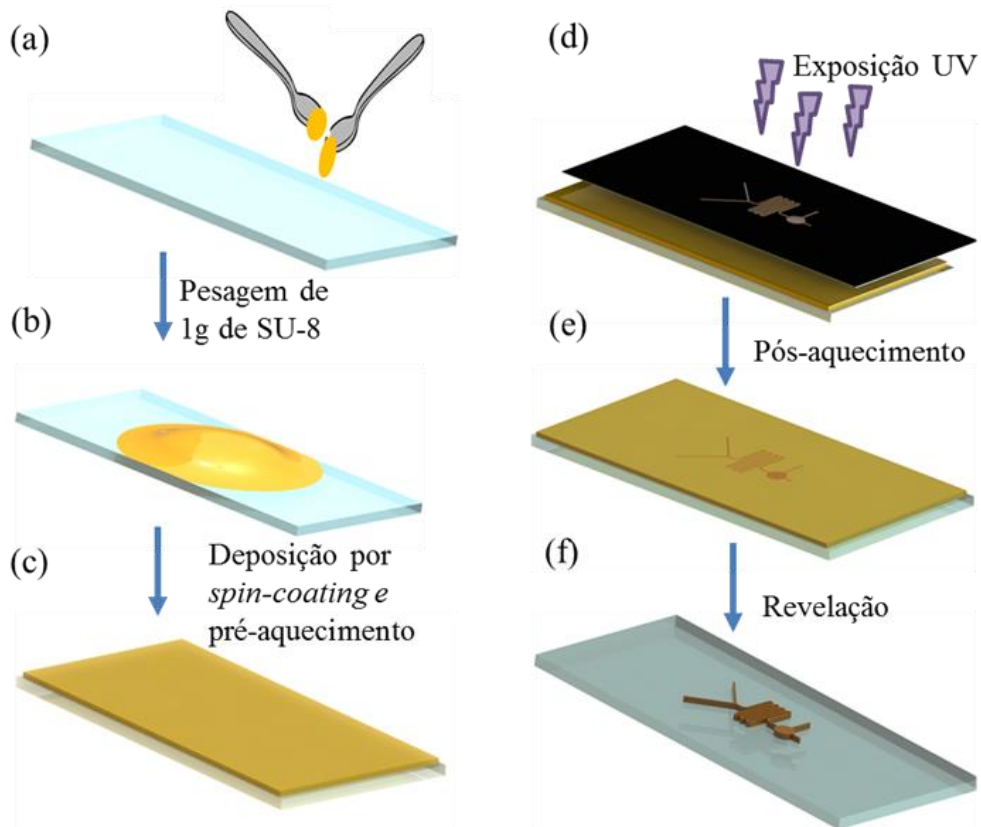 (a)
Pesagem de
1g de SU-8
(b)
Deposição por
spin-coating e
pré-aquecimento
(c)
(d)
Exposição UV
(e)
Pós-aquecimento
(f)
Revelação